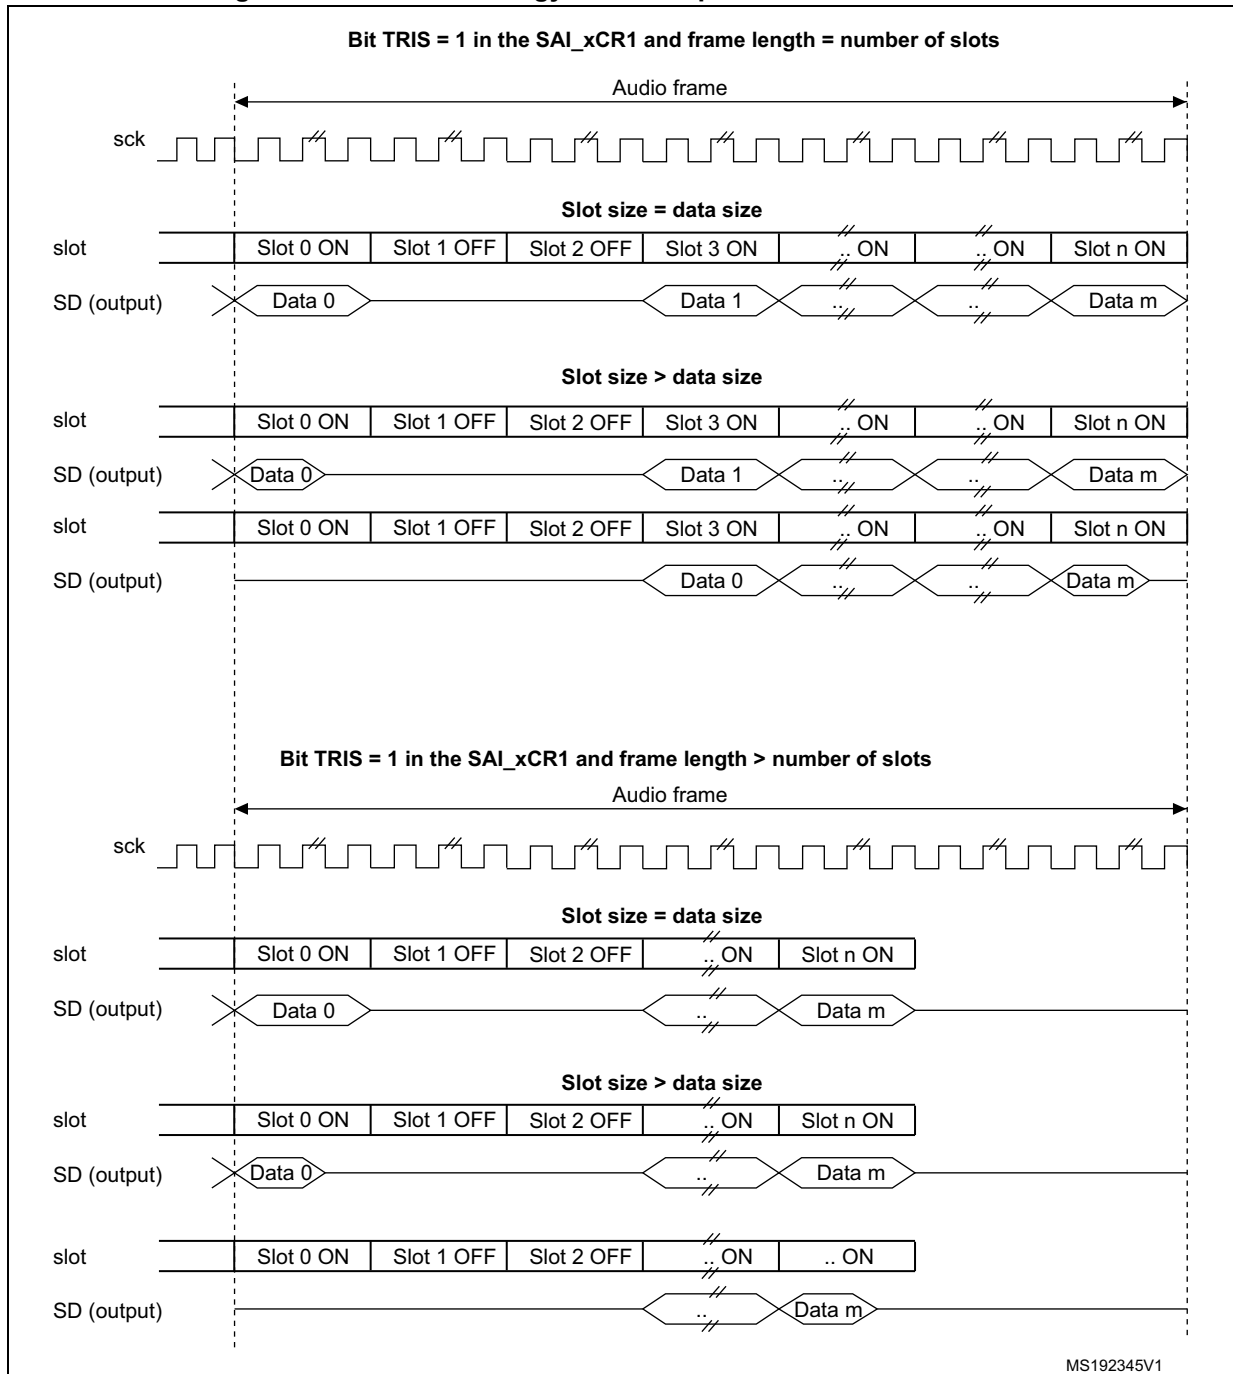 Bit TRIS = 1 in the SAI_xCR1 and frame length = number of slots
Audio frame
sck
Slot size = data size
slot Slot 0 ON Slot 1 OFF Slot 2 OFF Slot 3 ON .. ON .. ON Slot n ON
SD (output) Data 0 Data 1 .. .. Data m
Slot size > data size
slot Slot 0 ON Slot 1 OFF Slot 2 OFF Slot 3 ON .. ON .. ON Slot n ON
SD (output) Data 0 Data 1 .. .. Data m
slot Slot 0 ON Slot 1 OFF Slot 2 OFF Slot 3 ON .. ON .. ON Slot n ON
SD (output) Data 0 .. .. Data m
Bit TRIS = 1 in the SAI_xCR1 and frame length > number of slots
Audio frame
sck
Slot size = data size
slot Slot 0 ON Slot 1 OFF Slot 2 OFF .. ON Slot n ON
SD (output) Data 0 .. Data m
Slot size > data size
slot Slot 0 ON Slot 1 OFF Slot 2 OFF .. ON Slot n ON
SD (output) Data 0 .. Data m
slot Slot 0 ON Slot 1 OFF Slot 2 OFF .. ON .. ON
SD (output) .. Data m
MS192345V1